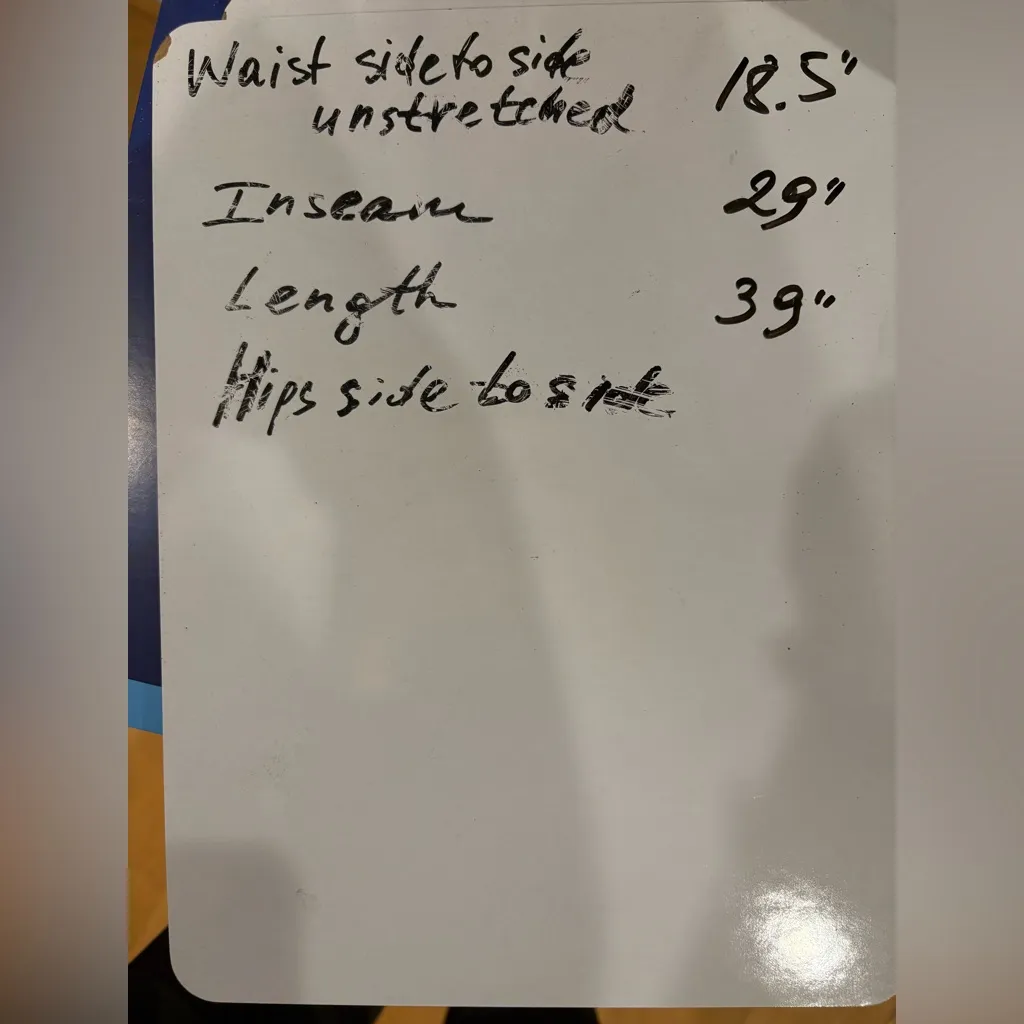 Waist side to side 18.5"
unstretched
Inseam 29"
Length 39"
Hips side to side